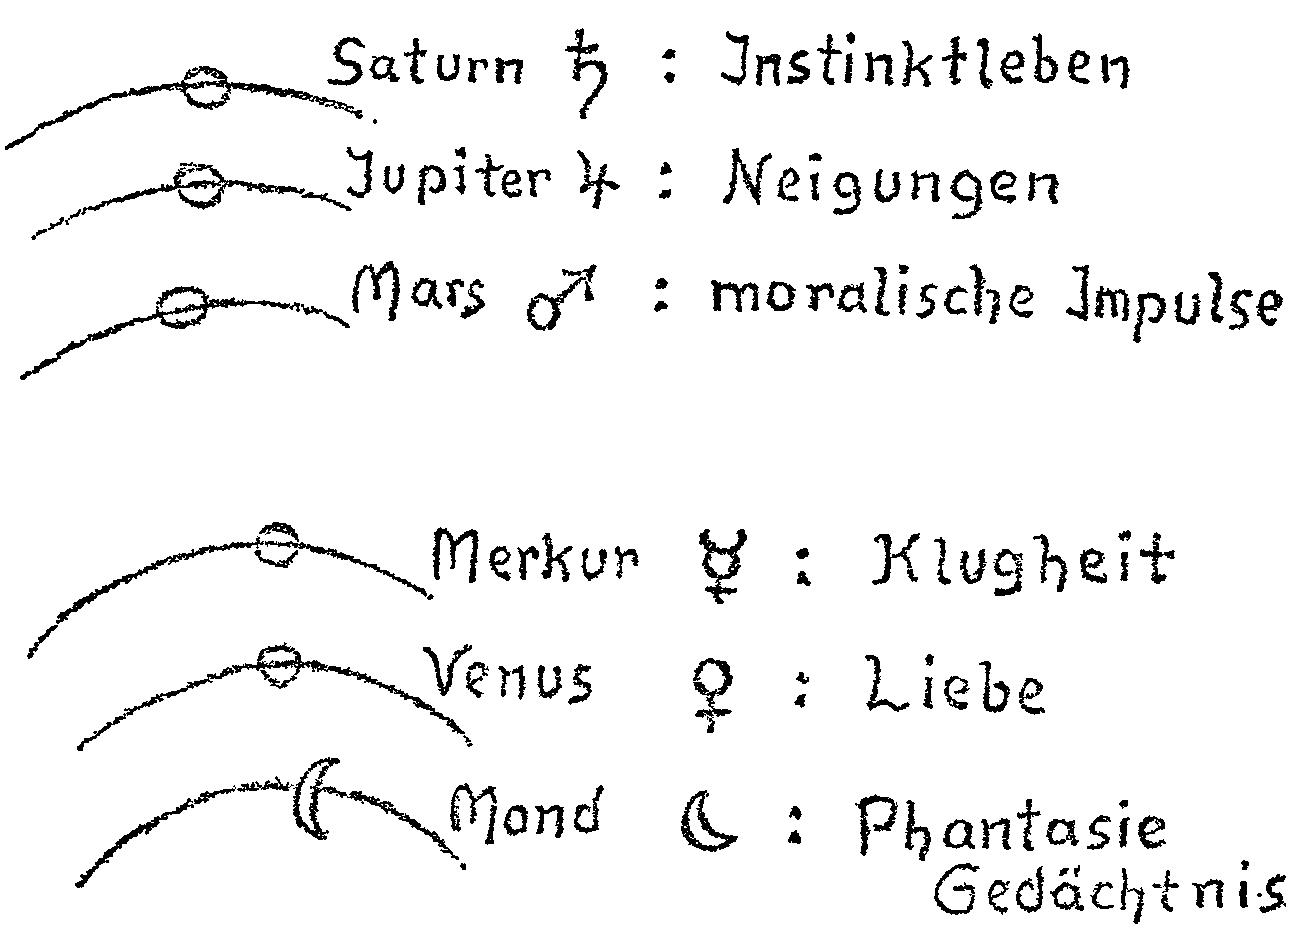 Saturn ♄ : Instinktleben
Jupiter ♃ : Neigungen
Mars ♂ : moralische Impulse
Merkur ☿ : Klugheit
Venus ♀ : Liebe
Mond ☾ : Phantasie
Gedächtnis